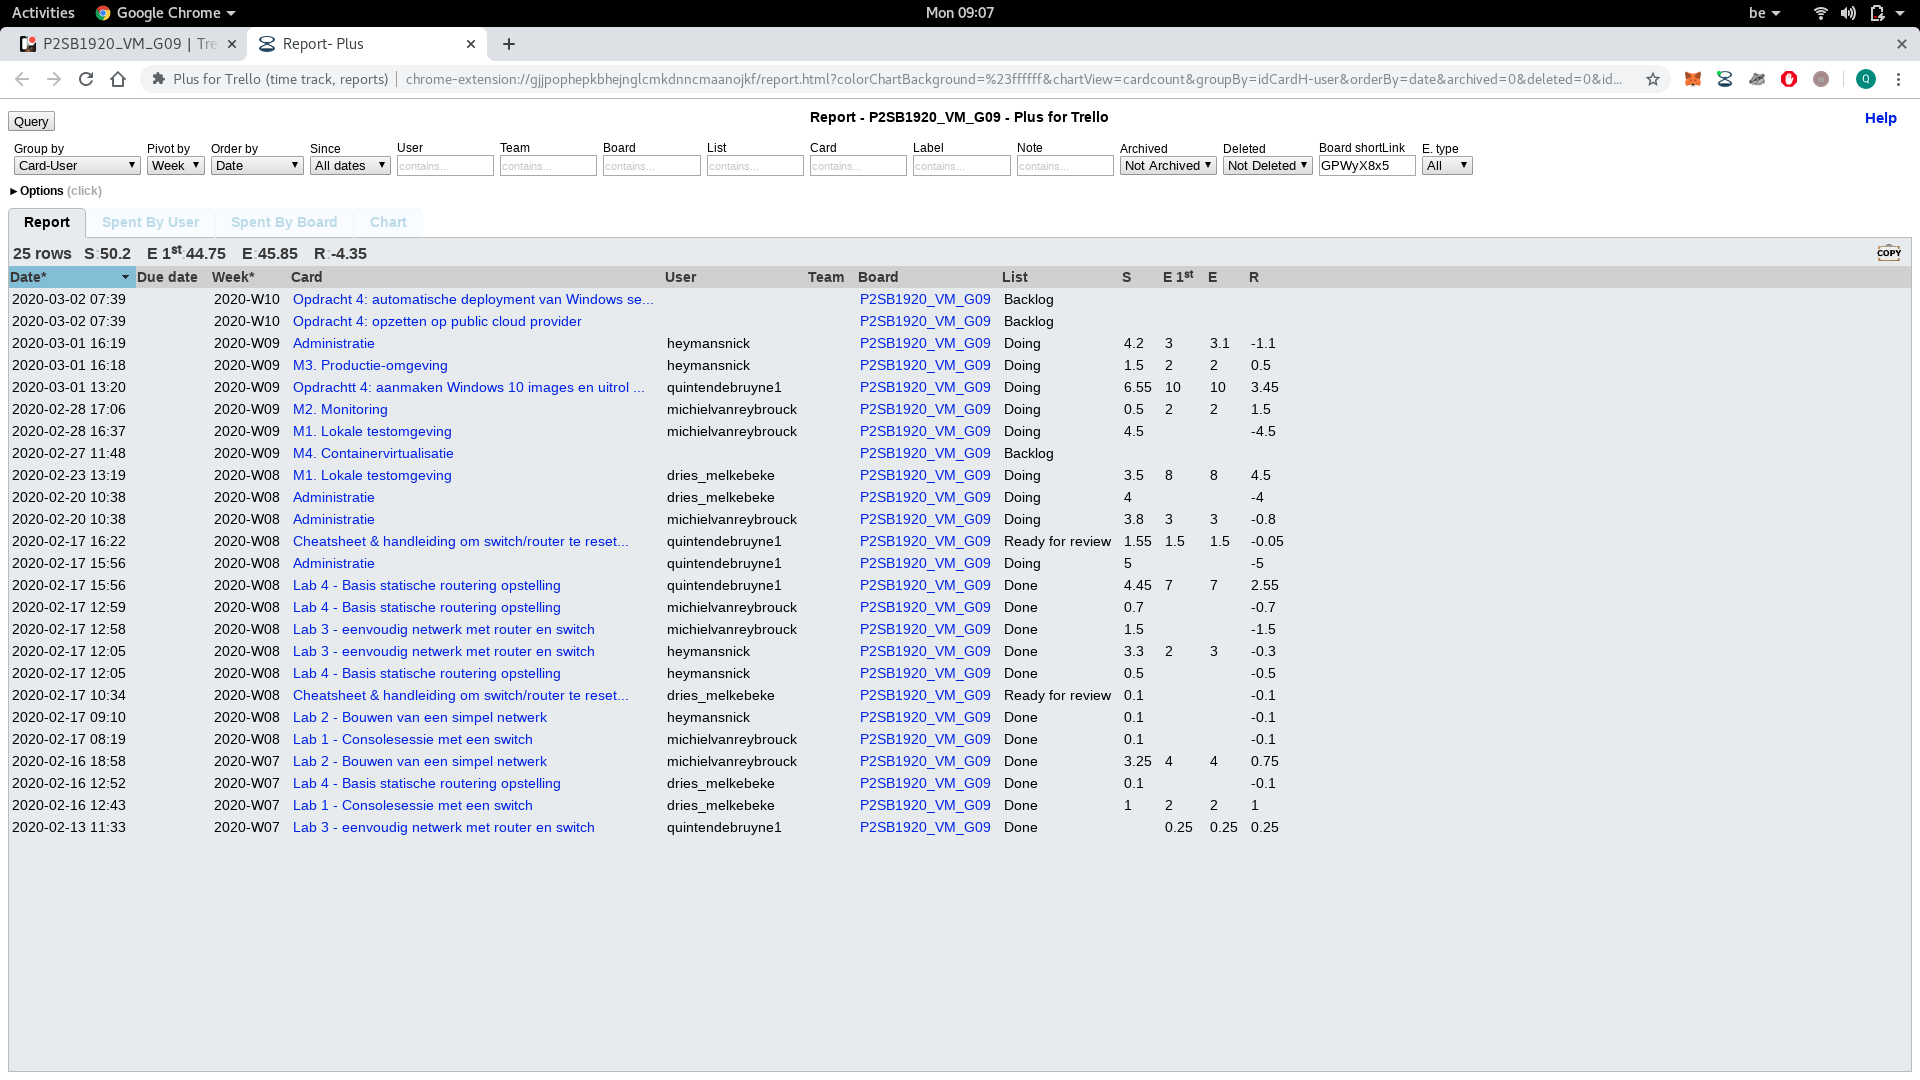 Activities Google Chrome Mon 09:07 be
P2SB1920_VM_G09 | Tre Report- Plus
Plus for Trello (time track, reports) chrome-extension://gjjpophepkbhejnglcmkdnncmaanojkf/report.html?colorChartBackground=%23ffffff&chartView=cardcount&groupBy=idCardH-user&orderBy=date&archived=0&deleted=0&id... Q
Query Report - P2SB1920_VM_G09 - Plus for Trello Help
Group by Pivot by Order by Since User Team Board List Card Label Note Archived Deleted Board shortLink E. type
Card-User Week Date All dates contains... contains... contains... contains... contains... contains... contains... Not Archived Not Deleted GPWyX8x5 All
►Options (click)
Report Spent By User Spent By Board Chart
25 rows S:50.2 E 1st:44.75 E:45.85 R:-4.35 COPY
Date* Due date Week* Card User Team Board List S E 1st E R
2020-03-02 07:39 2020-W10 Opdracht 4: automatische deployment van Windows se... P2SB1920_VM_G09 Backlog
2020-03-02 07:39 2020-W10 Opdracht 4: opzetten op public cloud provider P2SB1920_VM_G09 Backlog
2020-03-01 16:19 2020-W09 Administratie heymansnick P2SB1920_VM_G09 Doing 4.2 3 3.1 -1.1
2020-03-01 16:18 2020-W09 M3. Productie-omgeving heymansnick P2SB1920_VM_G09 Doing 1.5 2 2 0.5
2020-03-01 13:20 2020-W09 Opdrachtt 4: aanmaken Windows 10 images en uitrol ... quintendebruyne1 P2SB1920_VM_G09 Doing 6.55 10 10 3.45
2020-02-28 17:06 2020-W09 M2. Monitoring michielvanreybrouck P2SB1920_VM_G09 Doing 0.5 2 2 1.5
2020-02-28 16:37 2020-W09 M1. Lokale testomgeving michielvanreybrouck P2SB1920_VM_G09 Doing 4.5 -4.5
2020-02-27 11:48 2020-W09 M4. Containervirtualisatie P2SB1920_VM_G09 Backlog
2020-02-23 13:19 2020-W08 M1. Lokale testomgeving dries_melkebeke P2SB1920_VM_G09 Doing 3.5 8 8 4.5
2020-02-20 10:38 2020-W08 Administratie dries_melkebeke P2SB1920_VM_G09 Doing 4 -4
2020-02-20 10:38 2020-W08 Administratie michielvanreybrouck P2SB1920_VM_G09 Doing 3.8 3 3 -0.8
2020-02-17 16:22 2020-W08 Cheatsheet & handleiding om switch/router te reset... quintendebruyne1 P2SB1920_VM_G09 Ready for review 1.55 1.5 1.5 -0.05
2020-02-17 15:56 2020-W08 Administratie quintendebruyne1 P2SB1920_VM_G09 Doing 5 -5
2020-02-17 15:56 2020-W08 Lab 4 - Basis statische routering opstelling quintendebruyne1 P2SB1920_VM_G09 Done 4.45 7 7 2.55
2020-02-17 12:59 2020-W08 Lab 4 - Basis statische routering opstelling michielvanreybrouck P2SB1920_VM_G09 Done 0.7 -0.7
2020-02-17 12:58 2020-W08 Lab 3 - eenvoudig netwerk met router en switch michielvanreybrouck P2SB1920_VM_G09 Done 1.5 -1.5
2020-02-17 12:05 2020-W08 Lab 3 - eenvoudig netwerk met router en switch heymansnick P2SB1920_VM_G09 Done 3.3 2 3 -0.3
2020-02-17 12:05 2020-W08 Lab 4 - Basis statische routering opstelling heymansnick P2SB1920_VM_G09 Done 0.5 -0.5
2020-02-17 10:34 2020-W08 Cheatsheet & handleiding om switch/router te reset... dries_melkebeke P2SB1920_VM_G09 Ready for review 0.1 -0.1
2020-02-17 09:10 2020-W08 Lab 2 - Bouwen van een simpel netwerk heymansnick P2SB1920_VM_G09 Done 0.1 -0.1
2020-02-17 08:19 2020-W08 Lab 1 - Consolesessie met een switch michielvanreybrouck P2SB1920_VM_G09 Done 0.1 -0.1
2020-02-16 18:58 2020-W07 Lab 2 - Bouwen van een simpel netwerk michielvanreybrouck P2SB1920_VM_G09 Done 3.25 4 4 0.75
2020-02-16 12:52 2020-W07 Lab 4 - Basis statische routering opstelling dries_melkebeke P2SB1920_VM_G09 Done 0.1 -0.1
2020-02-16 12:43 2020-W07 Lab 1 - Consolesessie met een switch dries_melkebeke P2SB1920_VM_G09 Done 1 2 2 1
2020-02-13 11:33 2020-W07 Lab 3 - eenvoudig netwerk met router en switch quintendebruyne1 P2SB1920_VM_G09 Done 0.25 0.25 0.25